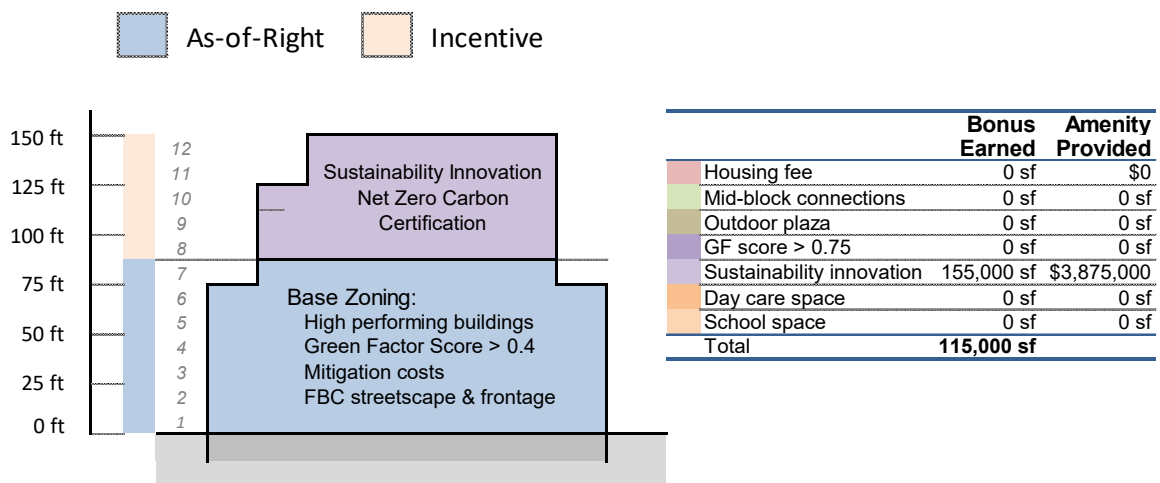 As-of-Right Incentive
150 ft
125 ft
100 ft
75 ft
50 ft
25 ft
0 ft
12
11
10
9
8
7
6
5
4
3
2
1
Sustainability Innovation
Net Zero Carbon
Certification
Base Zoning:
High performing buildings
Green Factor Score > 0.4
Mitigation costs
FBC streetscape & frontage
Bonus Amenity
Earned Provided
Housing fee 0 sf $0
Mid-block connections 0 sf 0 sf
Outdoor plaza 0 sf 0 sf
GF score > 0.75 0 sf 0 sf
Sustainability innovation 155,000 sf $3,875,000
Day care space 0 sf 0 sf
School space 0 sf 0 sf
Total 115,000 sf